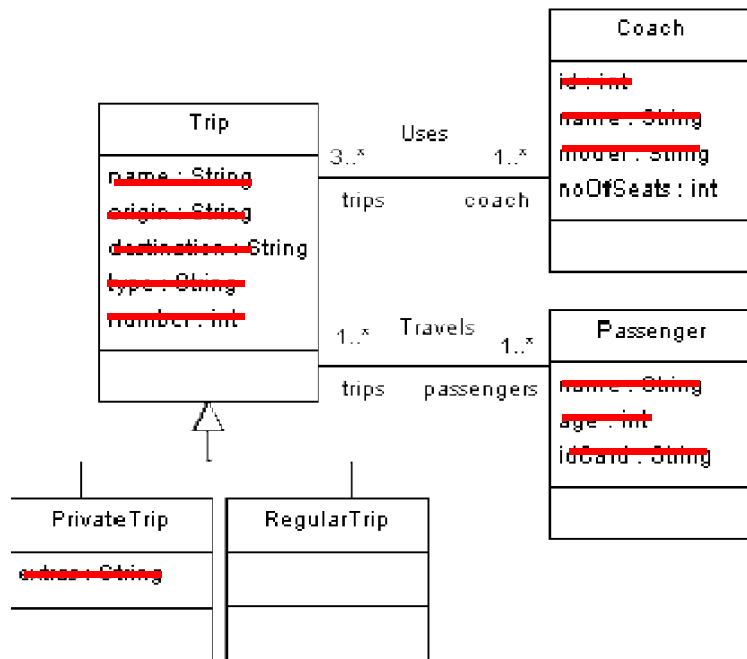 Coach
id : int
name : String
model : String
noOfSeats : int
Trip
name : String
origin : String
destination : String
type : String
number : int
Uses
3..*
1..*
trips
coach
Travels
1..*
1..*
trips
passengers
Passenger
name : String
age : int
idCard : String
PrivateTrip
extras : String
RegularTrip